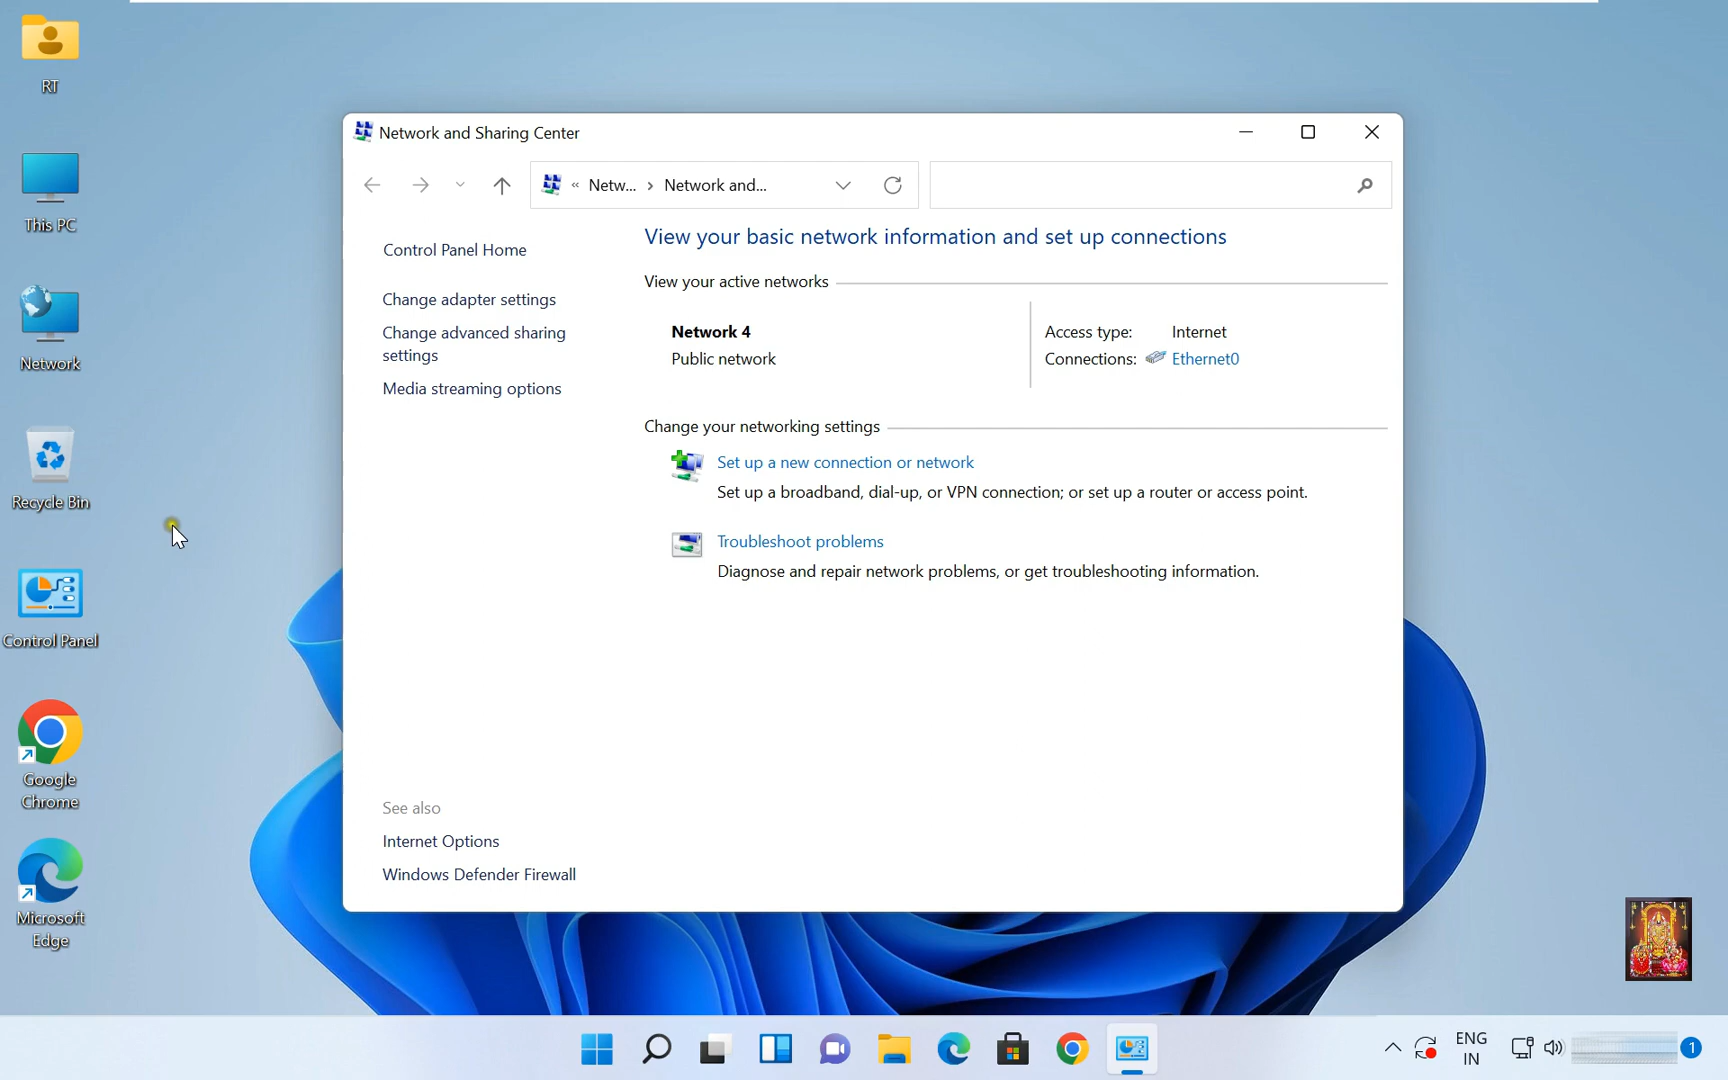 RT
This PC
Network
Recycle Bin
Control Panel
Google
Chrome
Microsoft
Edge
Network and Sharing Center
« Netw... › Network and...
Control Panel Home
Change adapter settings
Change advanced sharing
settings
Media streaming options
See also
Internet Options
Windows Defender Firewall
View your basic network information and set up connections
View your active networks
Network 4
Public network
Access type: Internet
Connections: Ethernet0
Change your networking settings
Set up a new connection or network
Set up a broadband, dial-up, or VPN connection; or set up a router or access point.
Troubleshoot problems
Diagnose and repair network problems, or get troubleshooting information.
ENG
IN
1